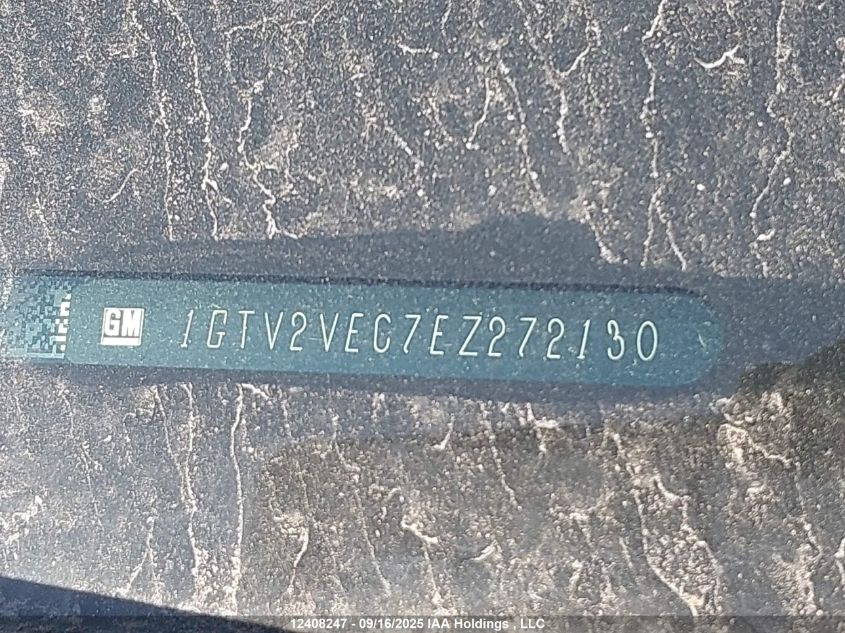 GM 1GTV2VEC7EZ272130
12408247 - 09/16/2025 IAA Holdings , LLC